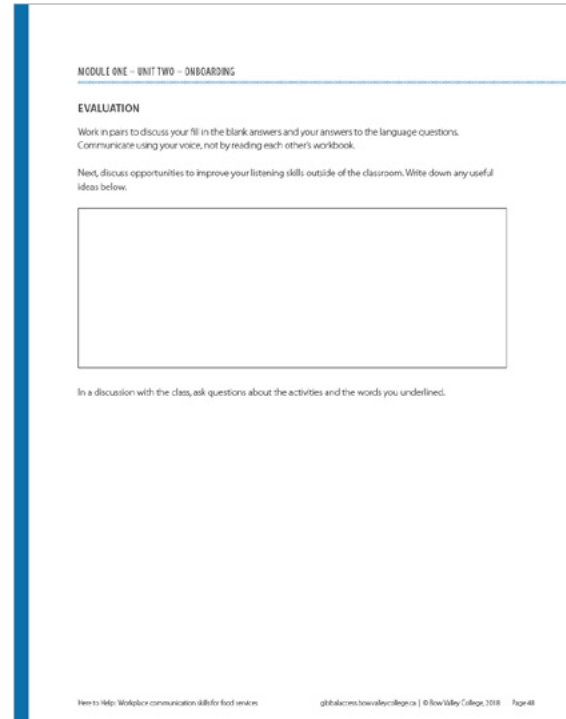 MODULE ONE – UNIT TWO – ONBOARDING
EVALUATION
Work in pairs to discuss your fill in the blank answers and your answers to the language questions.
Communicate using your voice, not by reading each other's workbook.
Next, discuss opportunities to improve your listening skills outside of the classroom. Write down any useful
ideas below.
In a discussion with the class, ask questions about the activities and the words you underlined.
Here to Help: Workplace communication skills for food services globalaccess.bowvalleycollege.ca | © Bow Valley College, 2018 Page 48